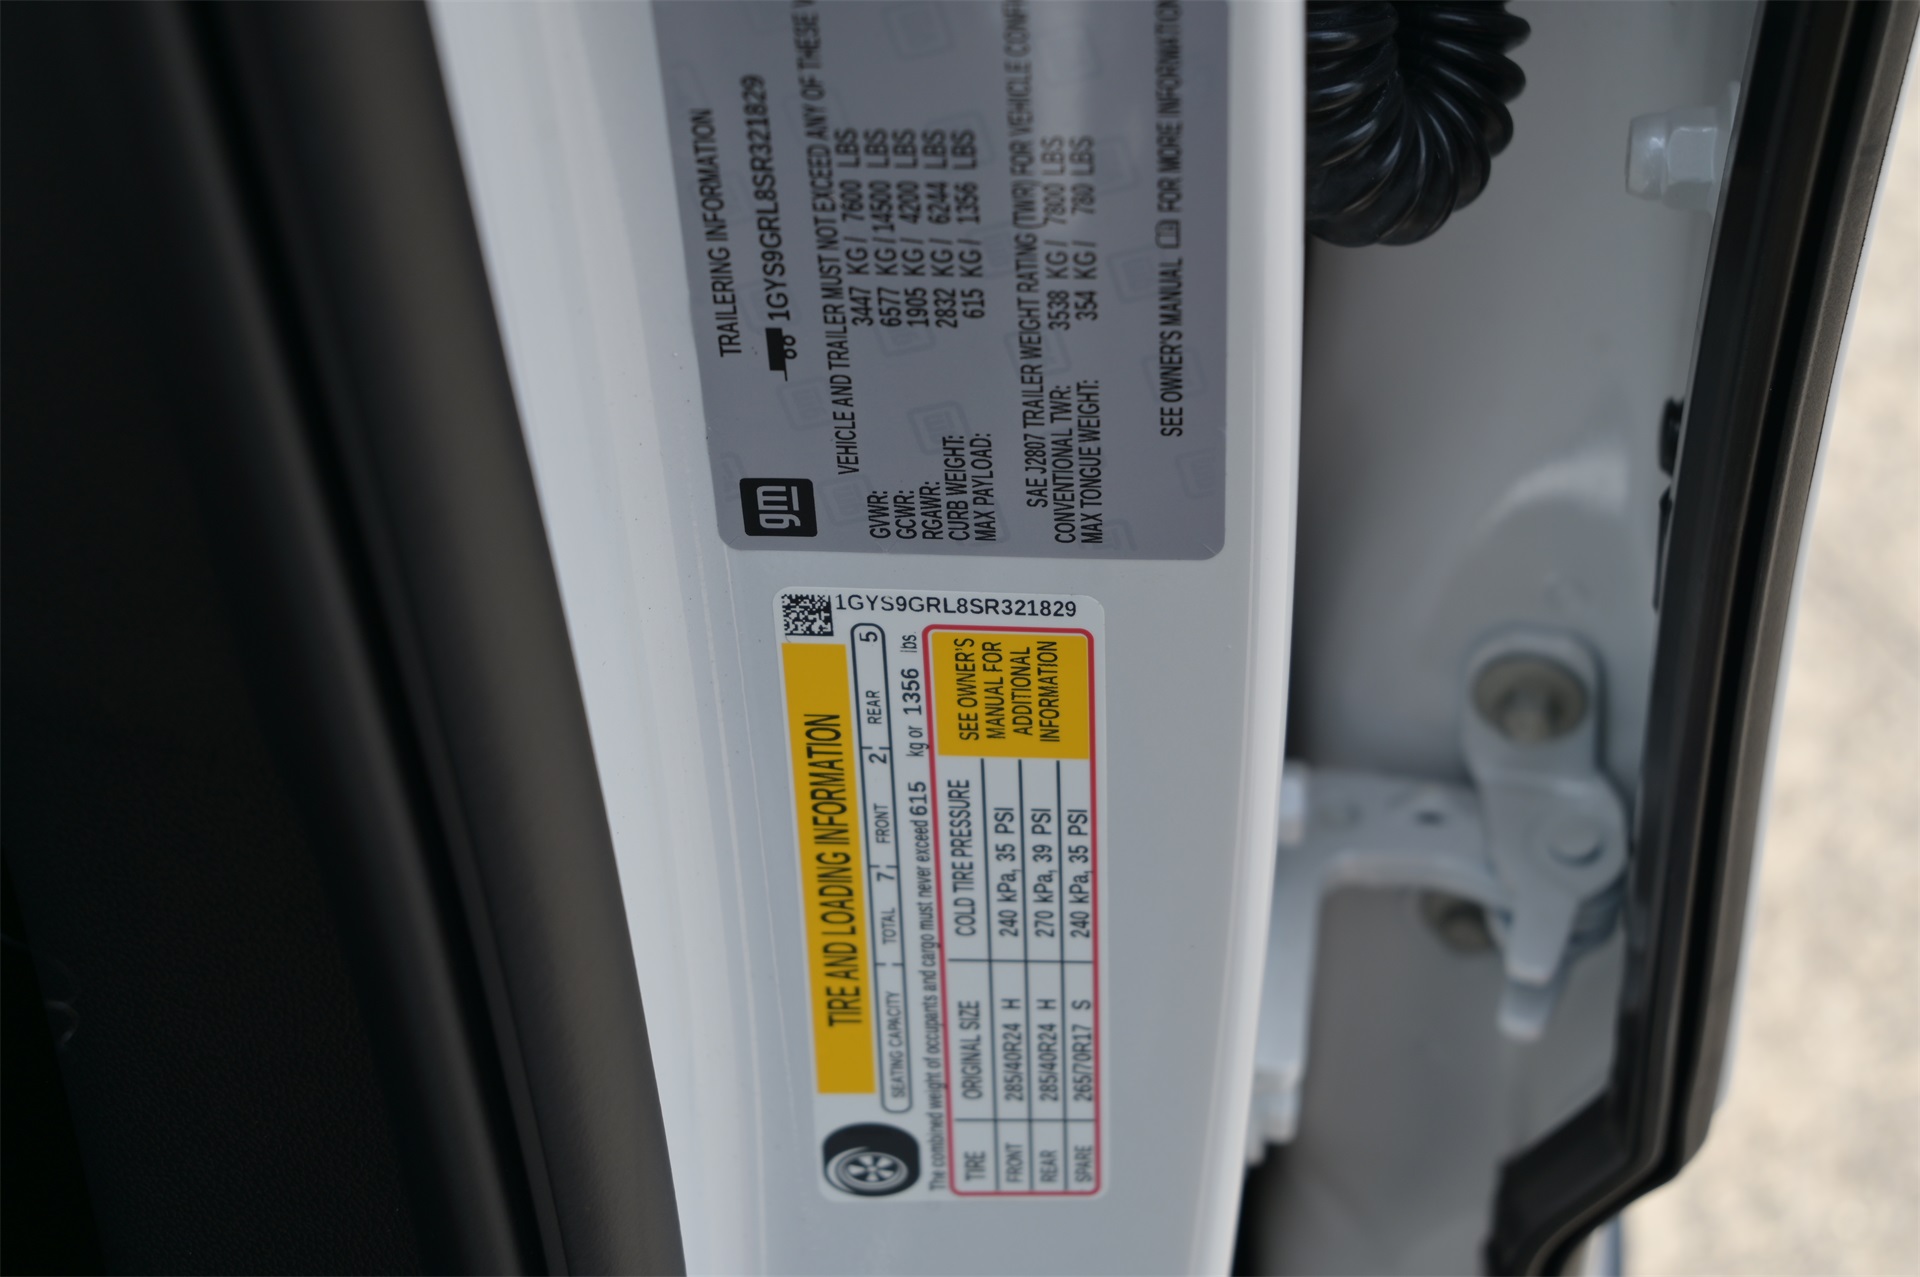 gm
TRAILERING INFORMATION
1GYS9GRL8SR321829
VEHICLE AND TRAILER MUST NOT EXCEED ANY OF THESE
GVWR: 3447 KG/ 7600 LBS
GCWR: 6577 KG/14500 LBS
RGAWR: 1905 KG/ 4200 LBS
CURB WEIGHT: 2832 KG/ 6244 LBS
MAX PAYLOAD: 615 KG/ 1356 LBS
SAE J2807 TRAILER WEIGHT RATING (TWR) FOR VEHICLE
CONVENTIONAL TWR: 3538 KG/ 7800 LBS
MAX TONGUE WEIGHT: 354 KG/ 780 LBS
SEE OWNER'S MANUAL FOR MORE INFORMATION
TIRE AND LOADING INFORMATION
1GYS9GRL8SR321829
SEATING CAPACITY TOTAL 7 FRONT 2 REAR 5
The combined weight of occupants and cargo must never exceed 615 kg or 1356 lbs.
TIRE ORIGINAL SIZE COLD TIRE PRESSURE
FRONT 285/40R24 H 240 kPa, 35 PSI
REAR 285/40R24 H 270 kPa, 39 PSI
SPARE 265/70R17 S 240 kPa, 35 PSI
SEE OWNER'S
MANUAL FOR
ADDITIONAL
INFORMATION